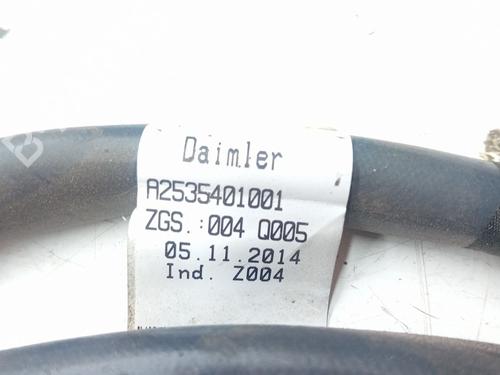 Daimler
A2535401001
ZGS.:004 Q005
05.11.2014
Ind. Z004